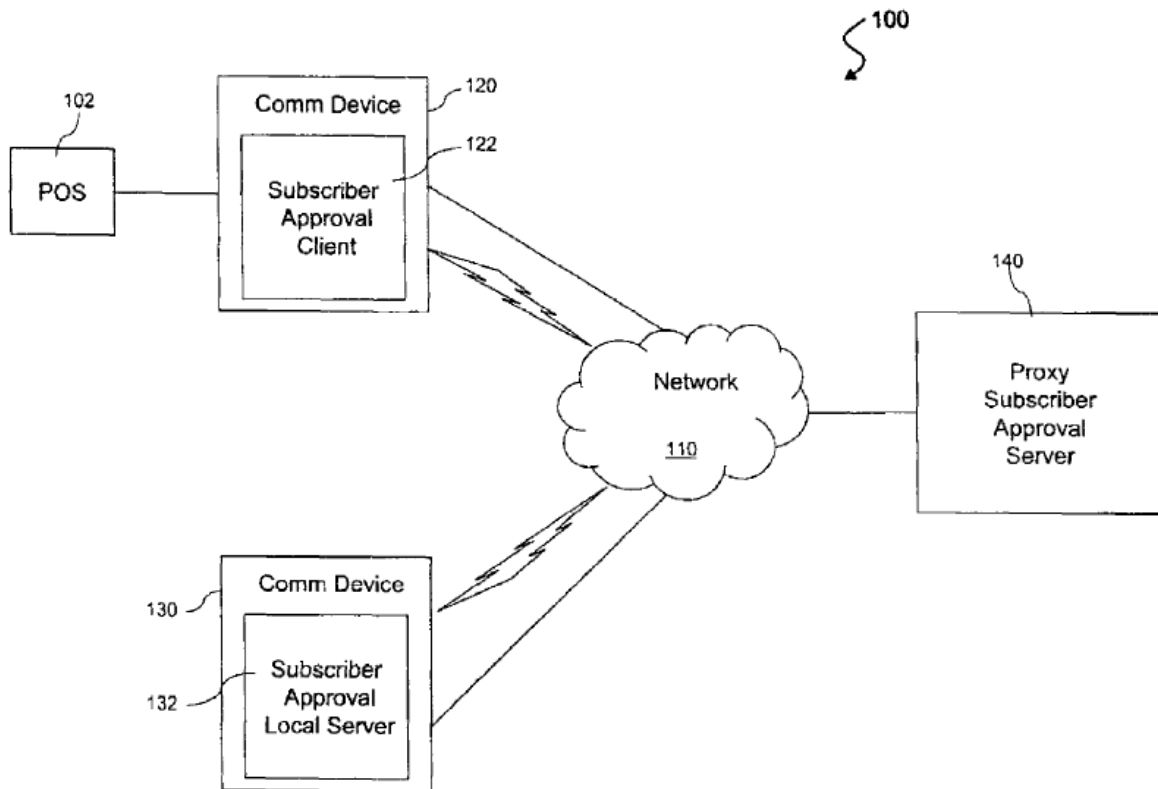 100
102
POS
Comm Device
120
122
Subscriber
Approval
Client
140
Network
110
Proxy
Subscriber
Approval
Server
Comm Device
130
Subscriber
Approval
Local Server
132